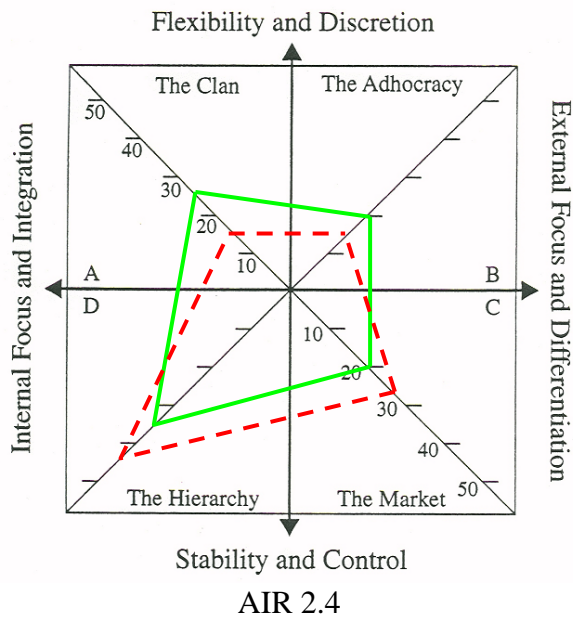 Flexibility and Discretion
The Clan
The Adhocracy
50
40
30
20
10
Internal Focus and Integration
External Focus and Differentiation
A
B
D
C
10
20
30
40
50
The Hierarchy
The Market
Stability and Control
AIR 2.4